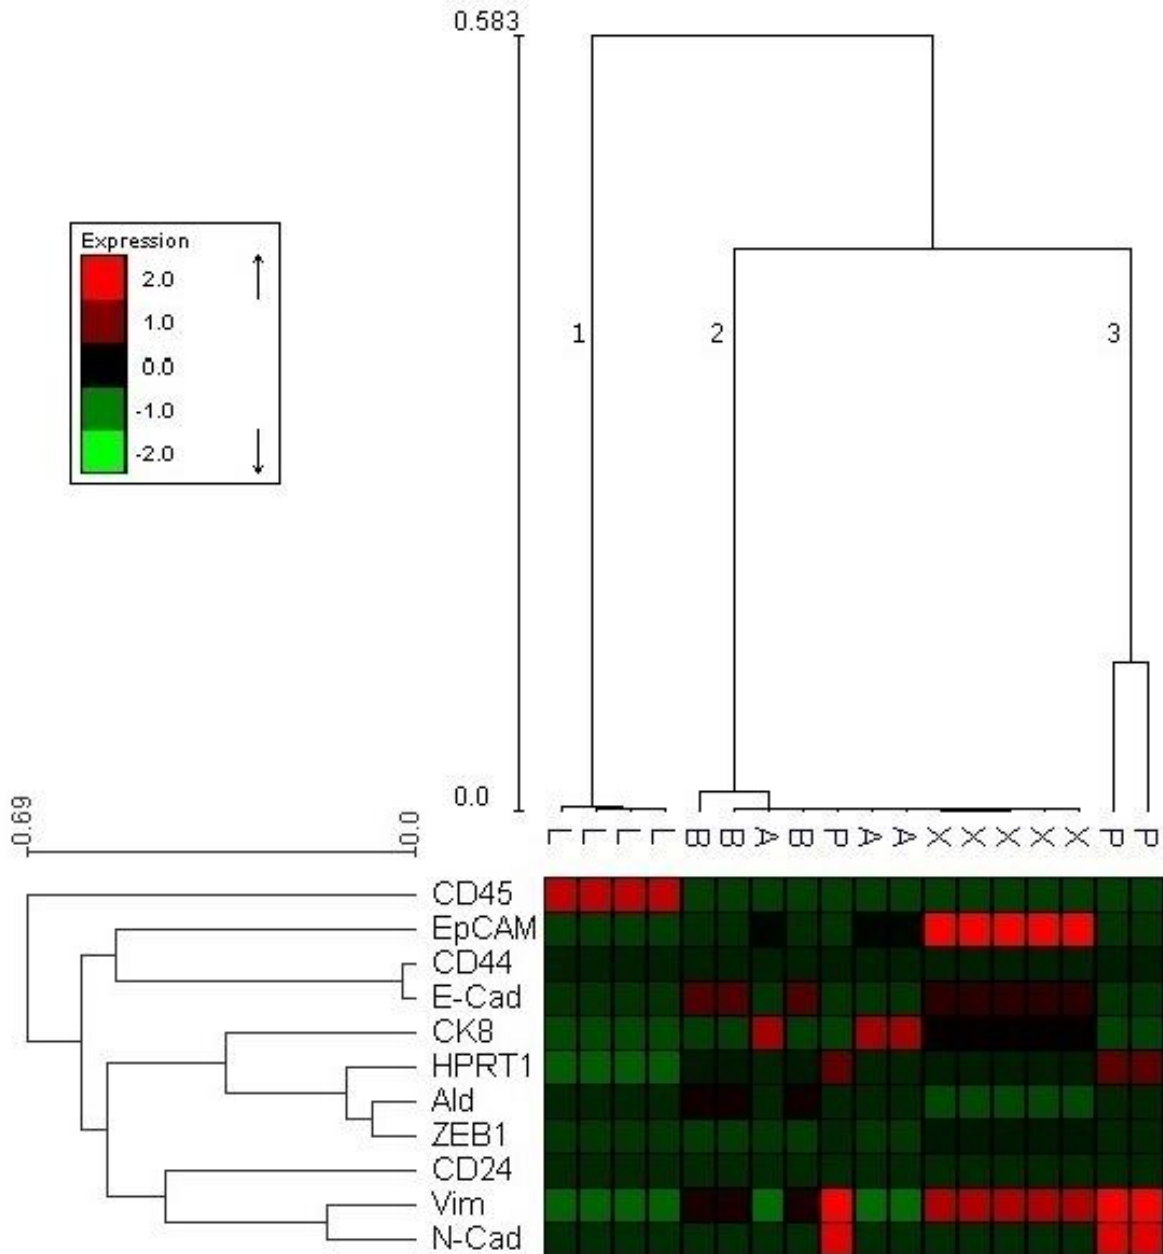 0.583
Expression
2.0
1.0
0.0
-1.0
-2.0
1 2 3
0.69 0.0
0.0
L L L L B B A B P A A X X X X X P P
CD45
EpCAM
CD44
E-Cad
CK8
HPRT1
Ald
ZEB1
CD24
Vim
N-Cad